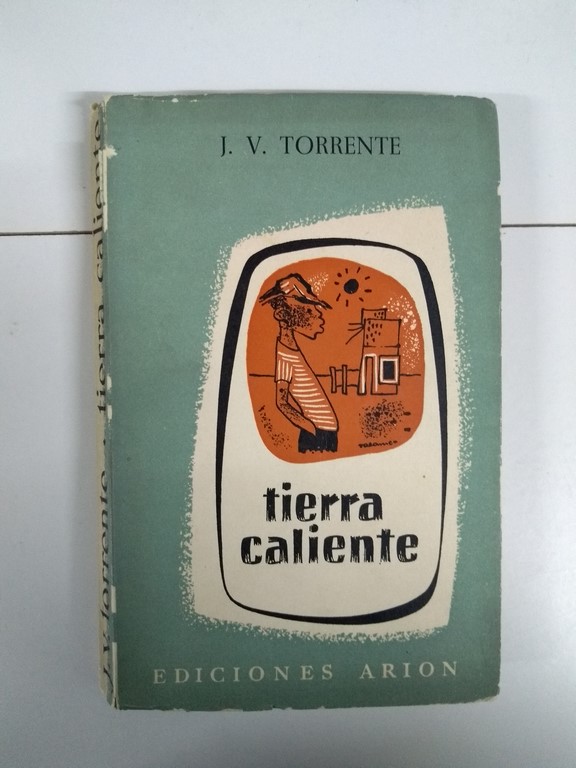 J. V. TORRENTE
tierra
caliente
EDICIONES ARION
J. V. Torrente . tierra caliente